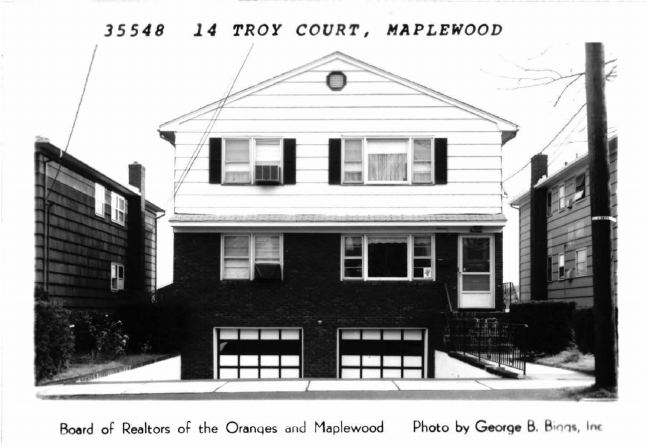 35548 14 TROY COURT, MAPLEWOOD
Board of Realtors of the Oranges and Maplewood Photo by George B. Biggs, Inc